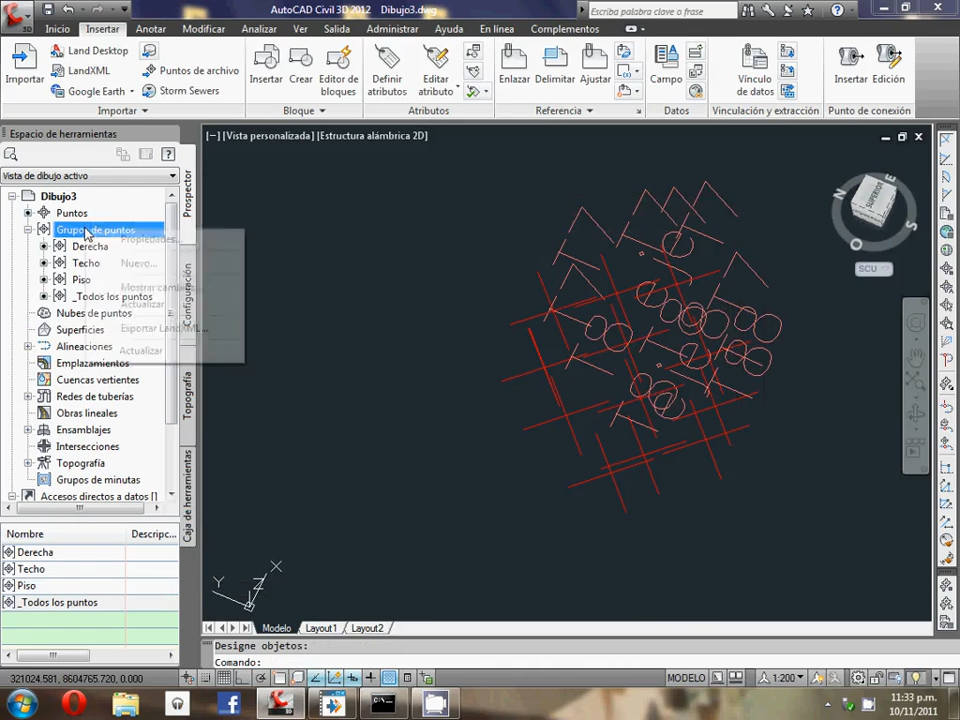 AutoCAD Civil 3D 2012 Dibujo3.dwg
Escriba palabra clave o frase
Inicio Insertar Anotar Modificar Analizar Ver Salida Administrar Ayuda En línea Complementos
Importar
Land Desktop
LandXML
Google Earth
Puntos de archivo
Storm Sewers
Insertar
Crear
Editor de bloques
Definir atributo
Editar atributo
Enlazar
Delimitar
Ajustar
Campo
Vínculo de datos
Insertar
Edición
Importar
Bloque
Atributos
Referencia
Datos
Vinculación y extracción
Punto de conexión
Espacio de herramientas
[−] [Vista personalizada] [Estructura alámbrica 2D]
Vista de dibujo activo
Dibujo3
Puntos
Grupos de puntos
Derecha
Techo
Piso
_Todos los puntos
Nubes de puntos
Superficies
Alineaciones
Emplazamientos
Cuencas vertientes
Redes de tuberías
Obras lineales
Ensamblajes
Intersecciones
Topografía
Grupos de minutas
Accesos directos a datos []
Propiedades...
Nuevo...
Mostrar cambios...
Actualizar
Exportar LandXML...
Actualizar
Prospector
Configuración
Topografía
Caja de herramientas
Nombre
Descripc...
Derecha
Techo
Piso
_Todos los puntos
N
E
O
S
SUPERIOR
SCU
X
Y
Z
Modelo
Layout1
Layout2
Designe objetos:
Comando:
321024.581, 8604765.720, 0.000
MODELO
1:200
11:33 p.m.
10/11/2011